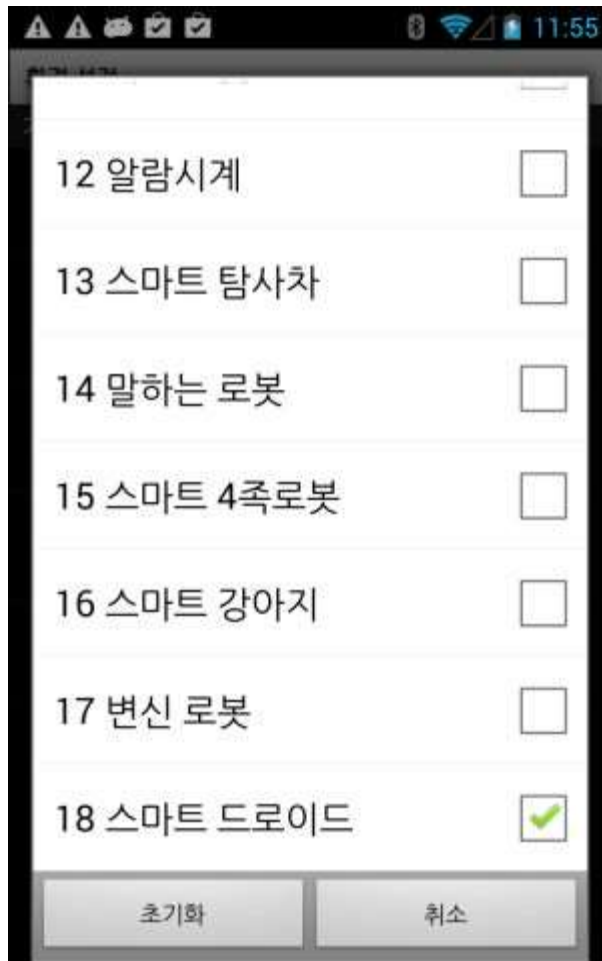 11:55
12 알람시계
13 스마트 탐사차
14 말하는 로봇
15 스마트 4족로봇
16 스마트 강아지
17 변신 로봇
18 스마트 드로이드
초기화
취소